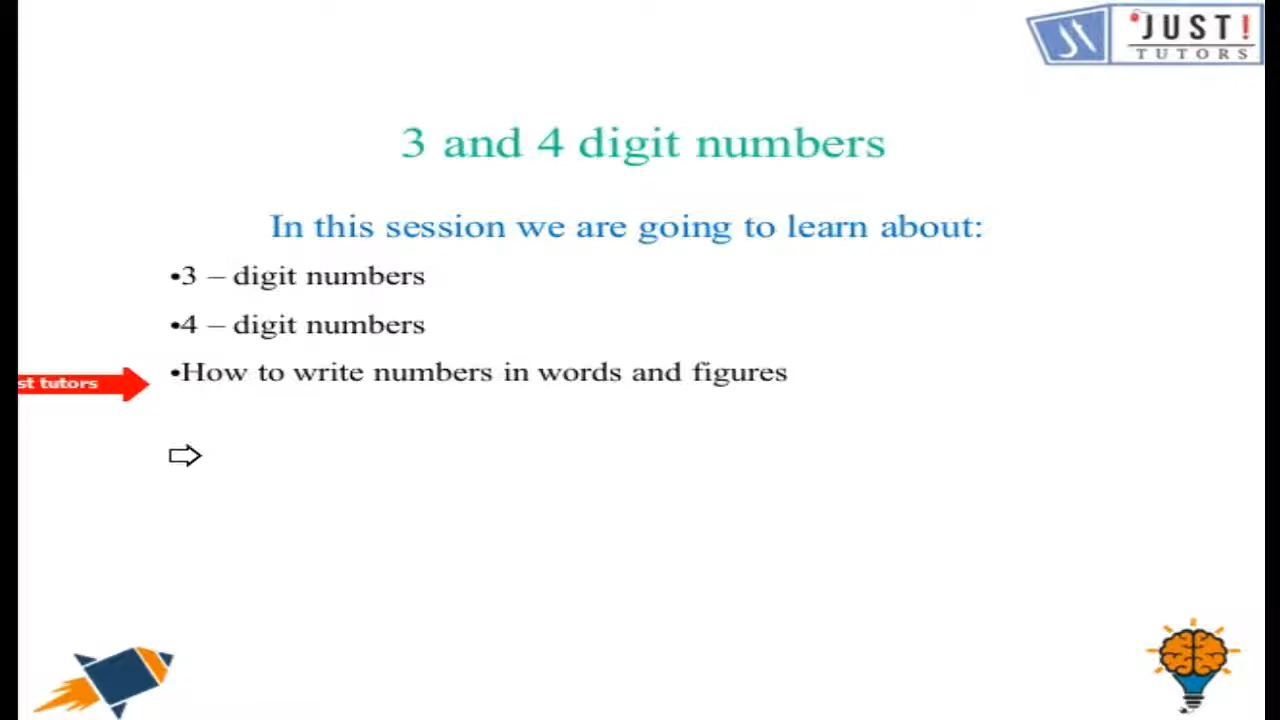 JUST!
TUTORS
3 and 4 digit numbers
In this session we are going to learn about:
•3 – digit numbers
•4 – digit numbers
•How to write numbers in words and figures
st tutors